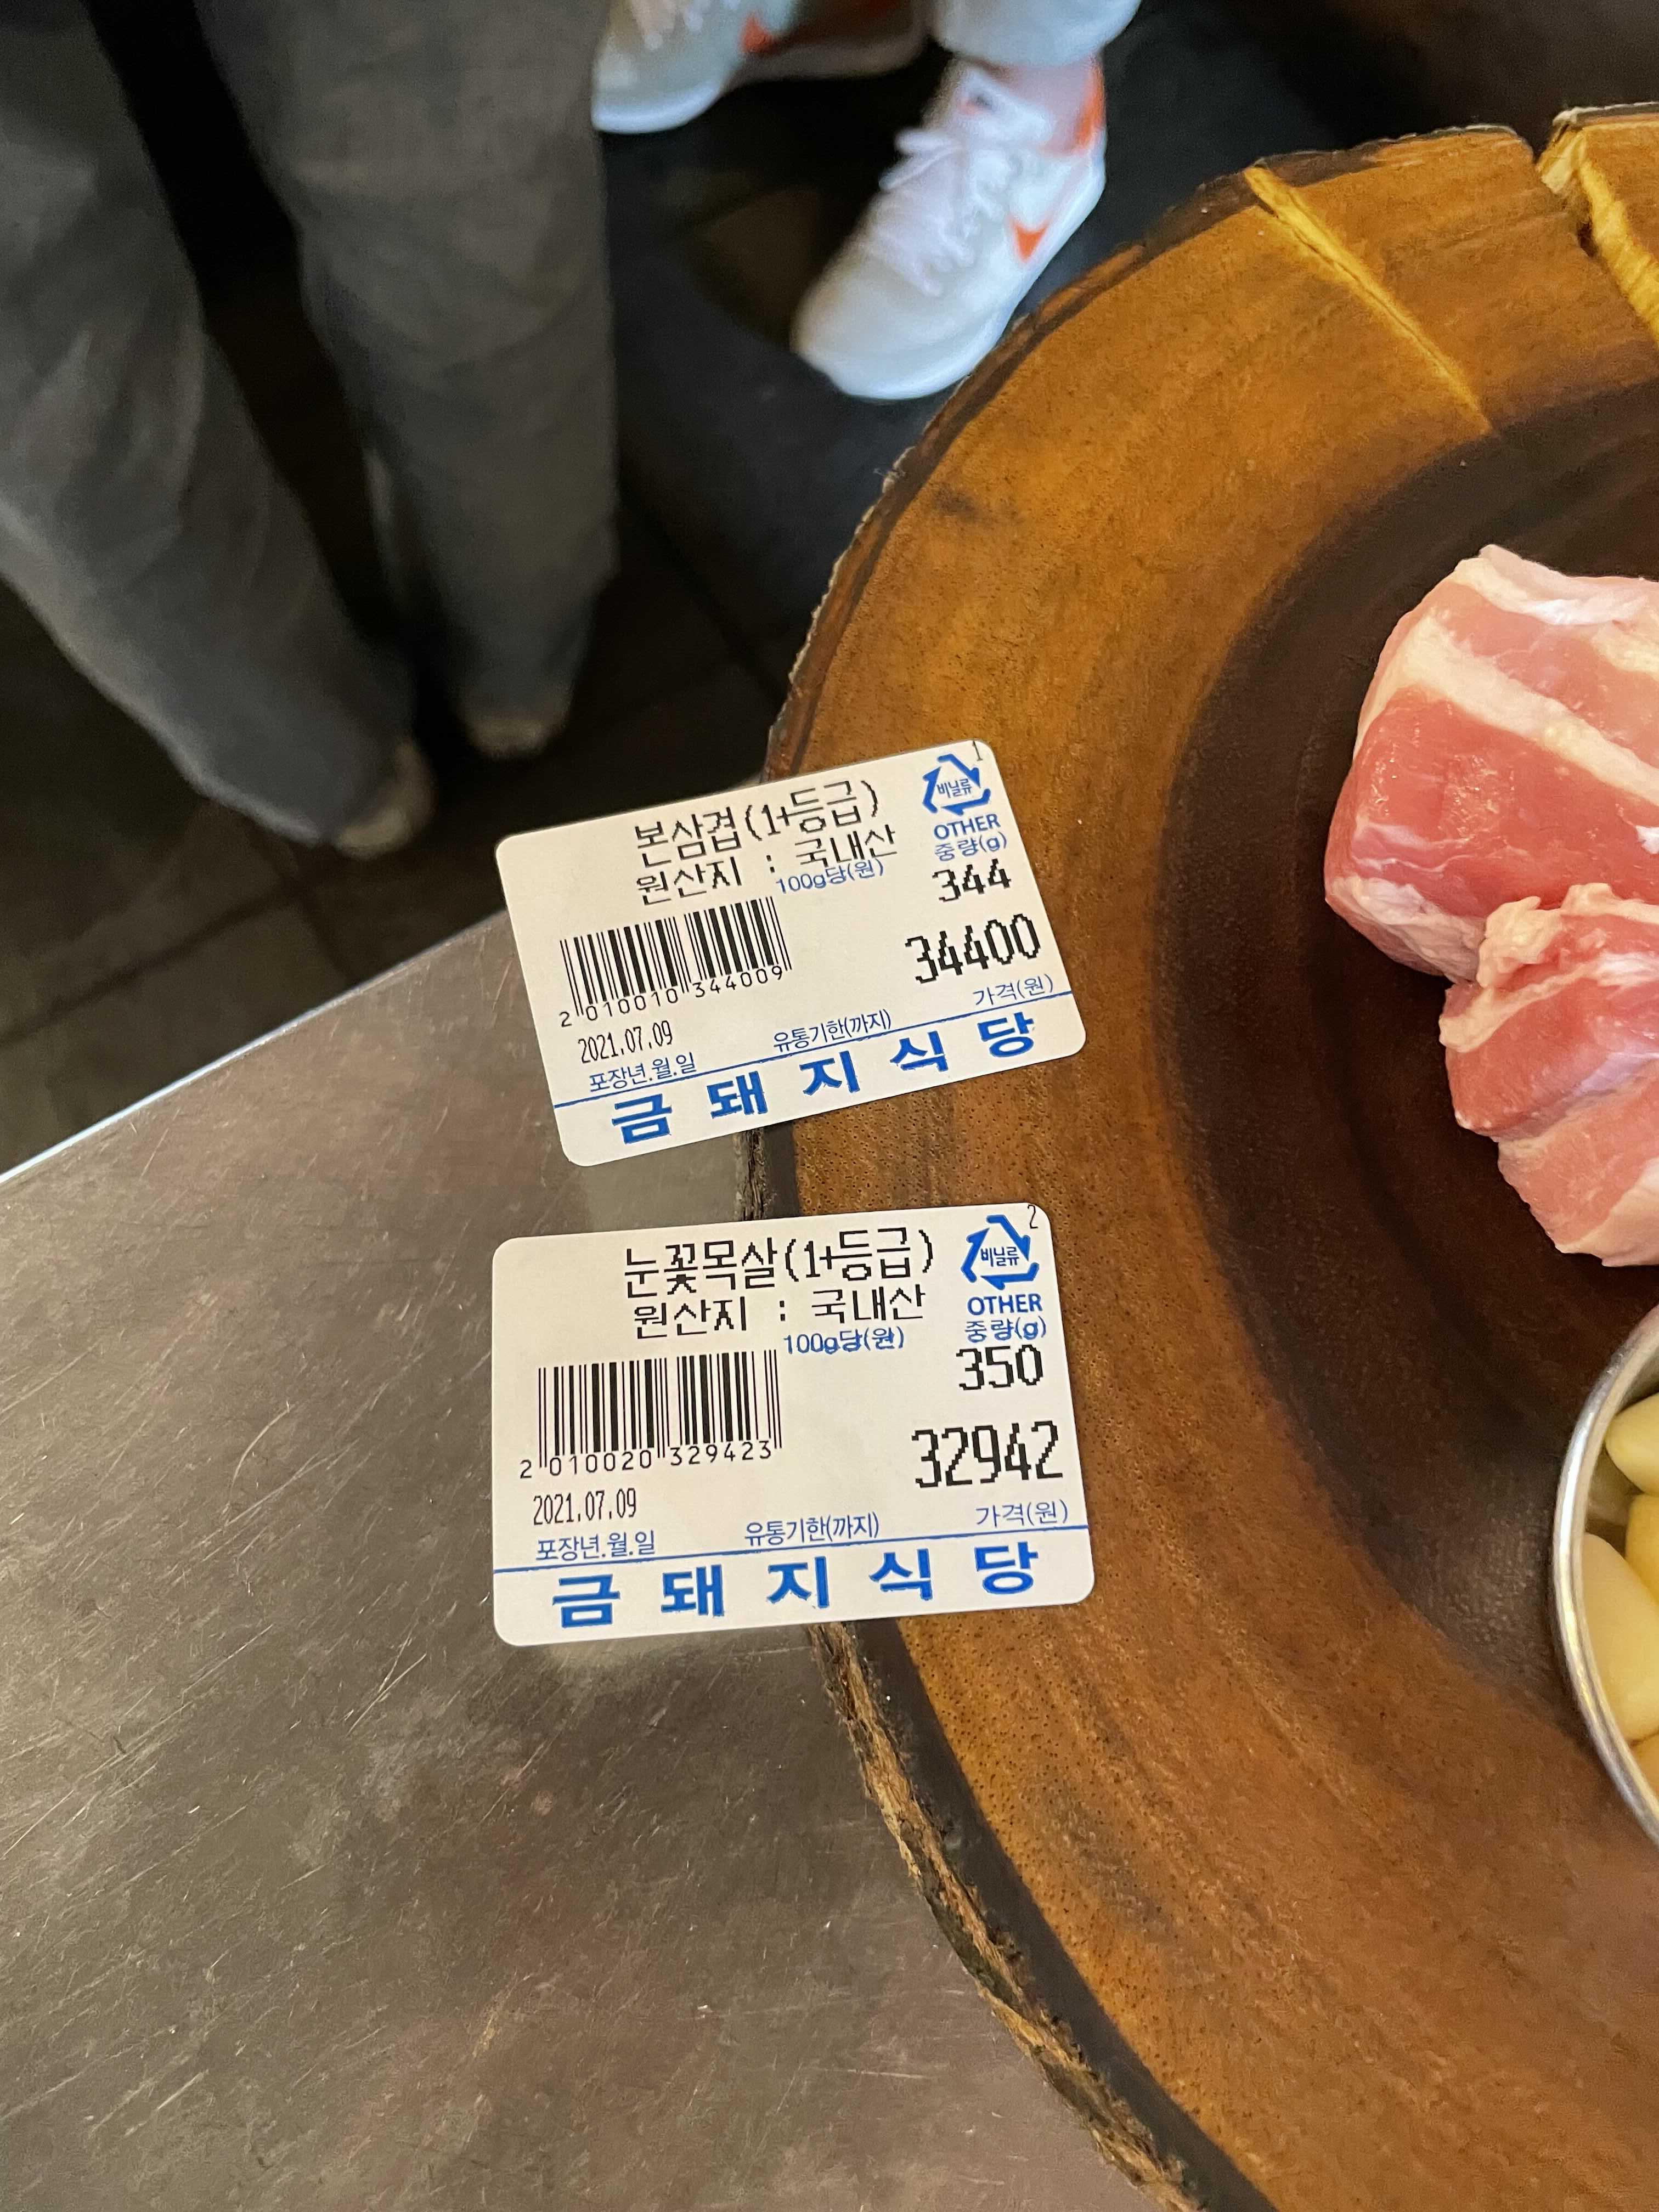 1
본삼겹(1+등급)
비닐류
OTHER
원산지 : 국내산
중량(g)
100g당(원)
344
34400
2 010010 344009
가격(원)
2021.07.09
유통기한(까지)
포장년.월.일
금돼지식당
2
눈꽃목살(1+등급)
비닐류
OTHER
원산지 : 국내산
중량(g)
100g당(원)
350
32942
2 010020 329423
가격(원)
2021.07.09
유통기한(까지)
포장년.월.일
금돼지식당